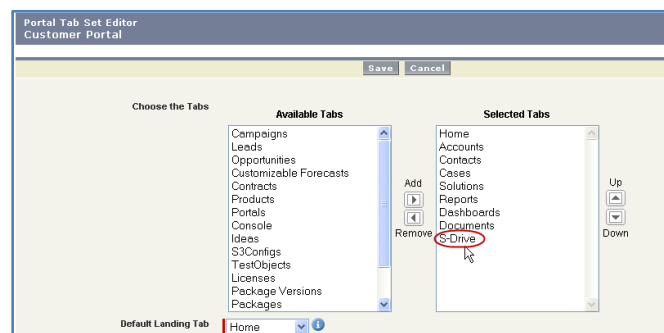 Portal Tab Set Editor
Customer Portal
Save Cancel
Choose the Tabs
Available Tabs
Campaigns
Leads
Opportunities
Customizable Forecasts
Contracts
Products
Portals
Console
Ideas
S3Configs
TestObjects
Licenses
Package Versions
Packages
Add
Remove
Selected Tabs
Home
Accounts
Contacts
Cases
Solutions
Reports
Dashboards
Documents
S-Drive
Up
Down
Default Landing Tab
Home